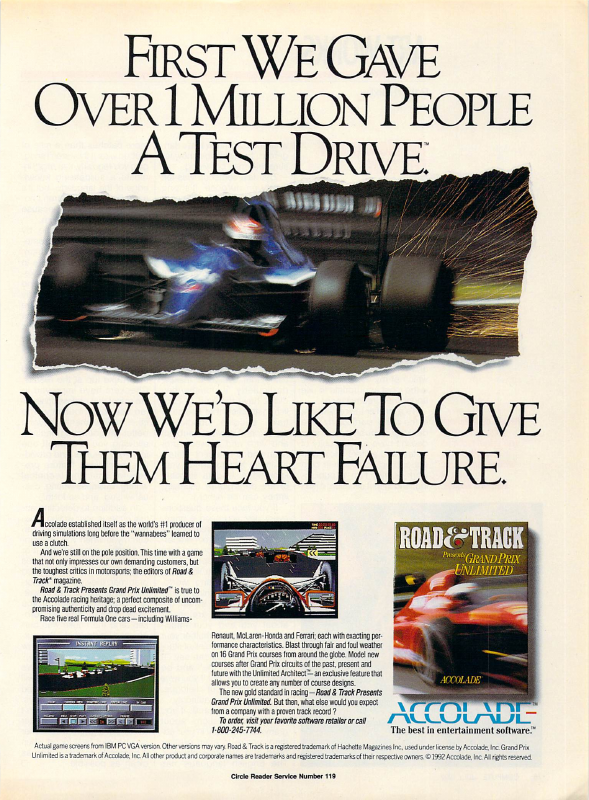 FIRST WE GAVE
OVER 1 MILLION PEOPLE
A TEST DRIVE.™
NOW WE'D LIKE TO GIVE
THEM HEART FAILURE.
Accolade established itself as the world's #1 producer of
driving simulations long before the "wannabees" learned to
use a clutch.
And we're still on the pole position. This time with a game
that not only impresses our own demanding customers, but
the toughest critics in motorsports; the editors of Road &
Track® magazine.
Road & Track Presents Grand Prix Unlimited™ is true to
the Accolade racing heritage; a perfect composite of uncom-
promising authenticity and drop dead excitement.
Race five real Formula One cars—including Williams-
INSTANT REPLAY
Renault, McLaren-Honda and Ferrari; each with exacting per-
formance characteristics. Blast through fair and foul weather
on 16 Grand Prix courses from around the globe. Model new
courses after Grand Prix circuits of the past, present and
future with the Unlimited Architect™—an exclusive feature that
allows you to create any number of course designs.
The new gold standard in racing—Road & Track Presents
Grand Prix Unlimited. But then, what else would you expect
from a company with a proven track record?
To order, visit your favorite software retailer or call
1-800-245-7744.
ROAD & TRACK
Presents GRAND PRIX
UNLIMITED
ACCOLADE
ACCOLADE™
The best in entertainment software.™
Actual game screens from IBM PC VGA version. Other versions may vary. Road & Track is a registered trademark of Hachette Magazines Inc., used under license by Accolade, Inc. Grand Prix
Unlimited is a trademark of Accolade, Inc. All other product and corporate names are trademarks and registered trademarks of their respective owners. © 1992 Accolade, Inc. All rights reserved.
Circle Reader Service Number 119